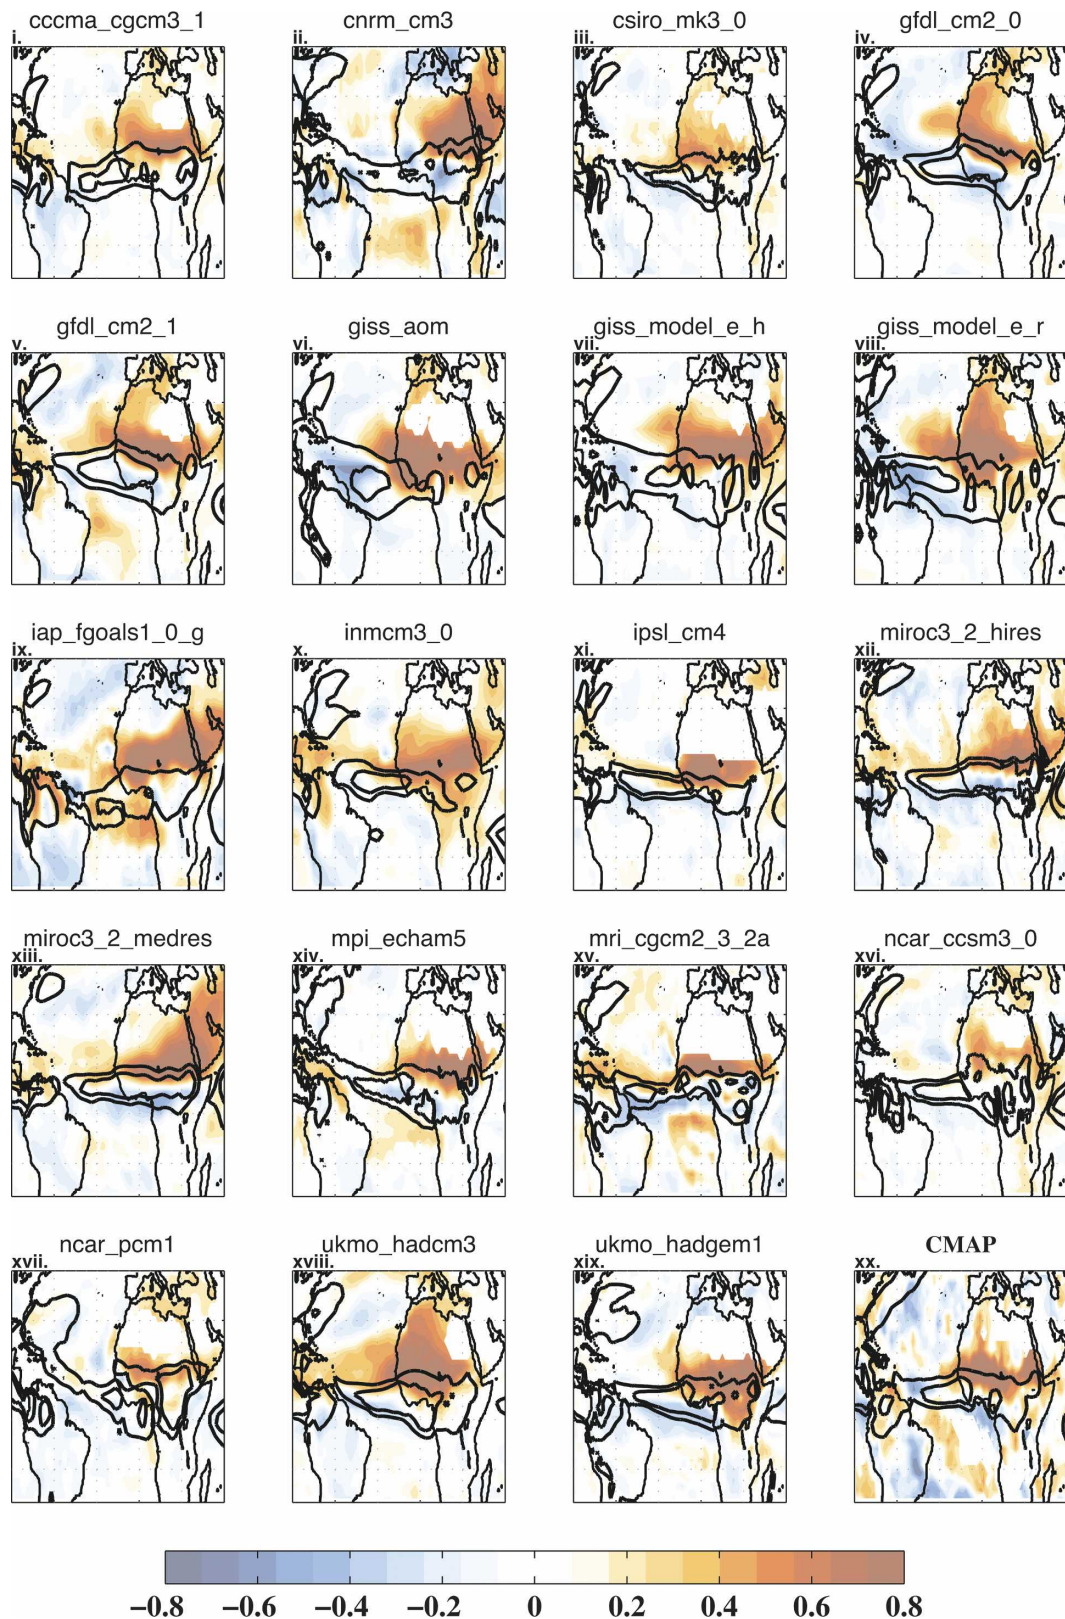 cccma_cgcm3_1 cnrm_cm3 csiro_mk3_0 gfdl_cm2_0
i. ii. iii. iv.
gfdl_cm2_1 giss_aom giss_model_e_h giss_model_e_r
v. vi. vii. viii.
iap_fgoals1_0_g inmcm3_0 ipsl_cm4 miroc3_2_hires
ix. x. xi. xii.
miroc3_2_medres mpi_echam5 mri_cgcm2_3_2a ncar_ccsm3_0
xiii. xiv. xv. xvi.
ncar_pcm1 ukmo_hadcm3 ukmo_hadgem1 CMAP
xvii. xviii. xix. xx.
−0.8 −0.6 −0.4 −0.2 0 0.2 0.4 0.6 0.8